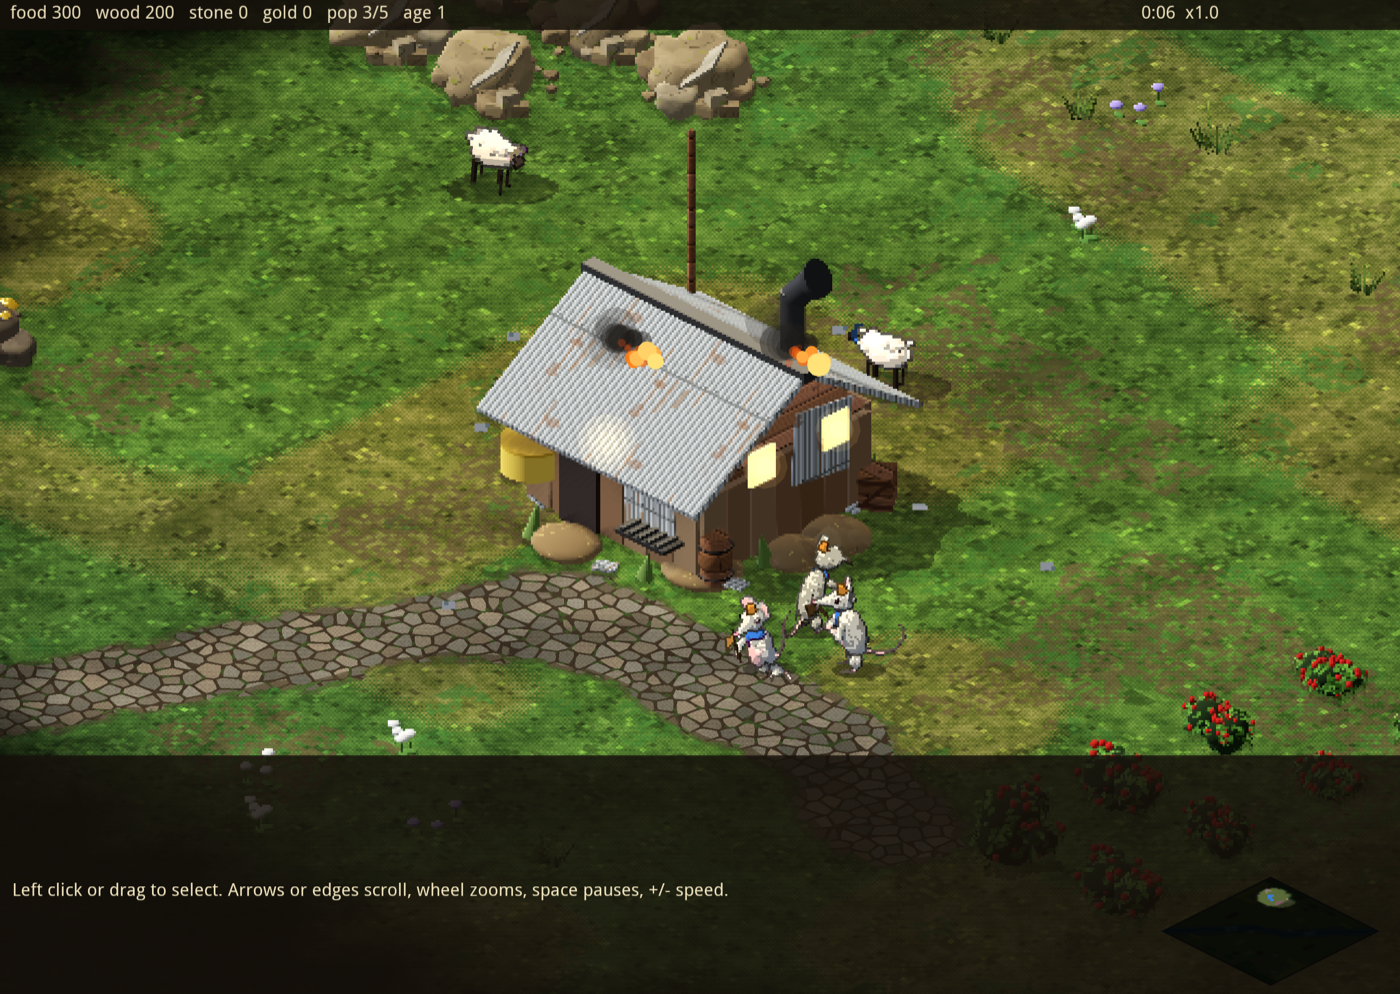 food 300 wood 200 stone 0 gold 0 pop 3/5 age 1 0:06 x1.0
Left click or drag to select. Arrows or edges scroll, wheel zooms, space pauses, +/- speed.